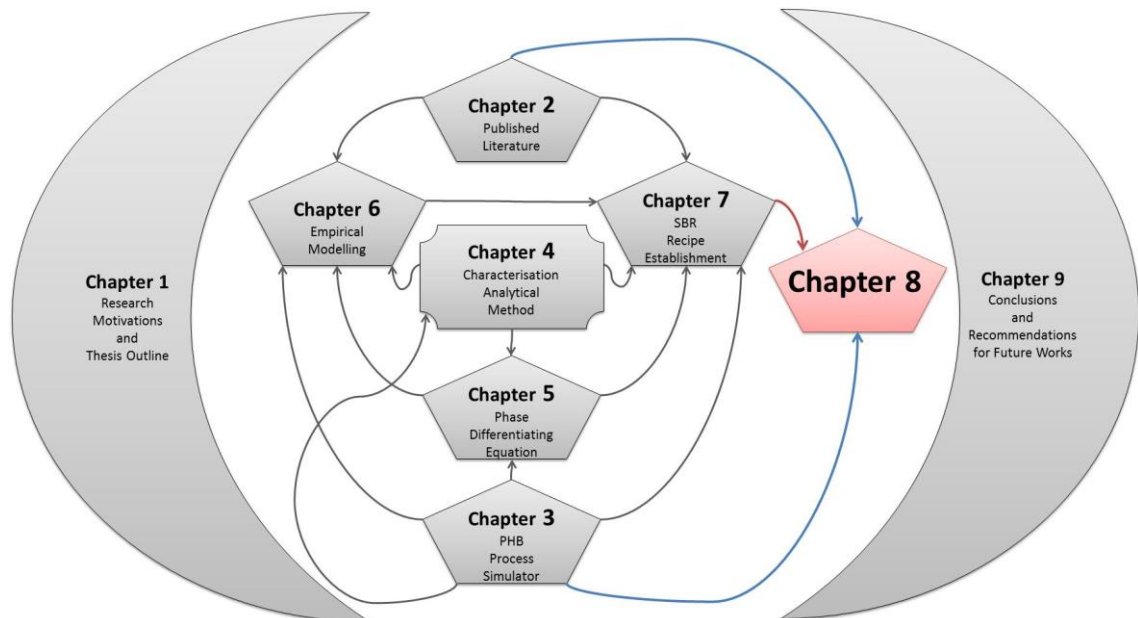 Chapter 1
Research
Motivations
and
Thesis Outline
Chapter 2
Published
Literature
Chapter 6
Empirical
Modelling
Chapter 7
SBR
Recipe
Establishment
Chapter 4
Characterisation
Analytical
Method
Chapter 5
Phase
Differentiating
Equation
Chapter 3
PHB
Process
Simulator
Chapter 8
Chapter 9
Conclusions
and
Recommendations
for Future Works